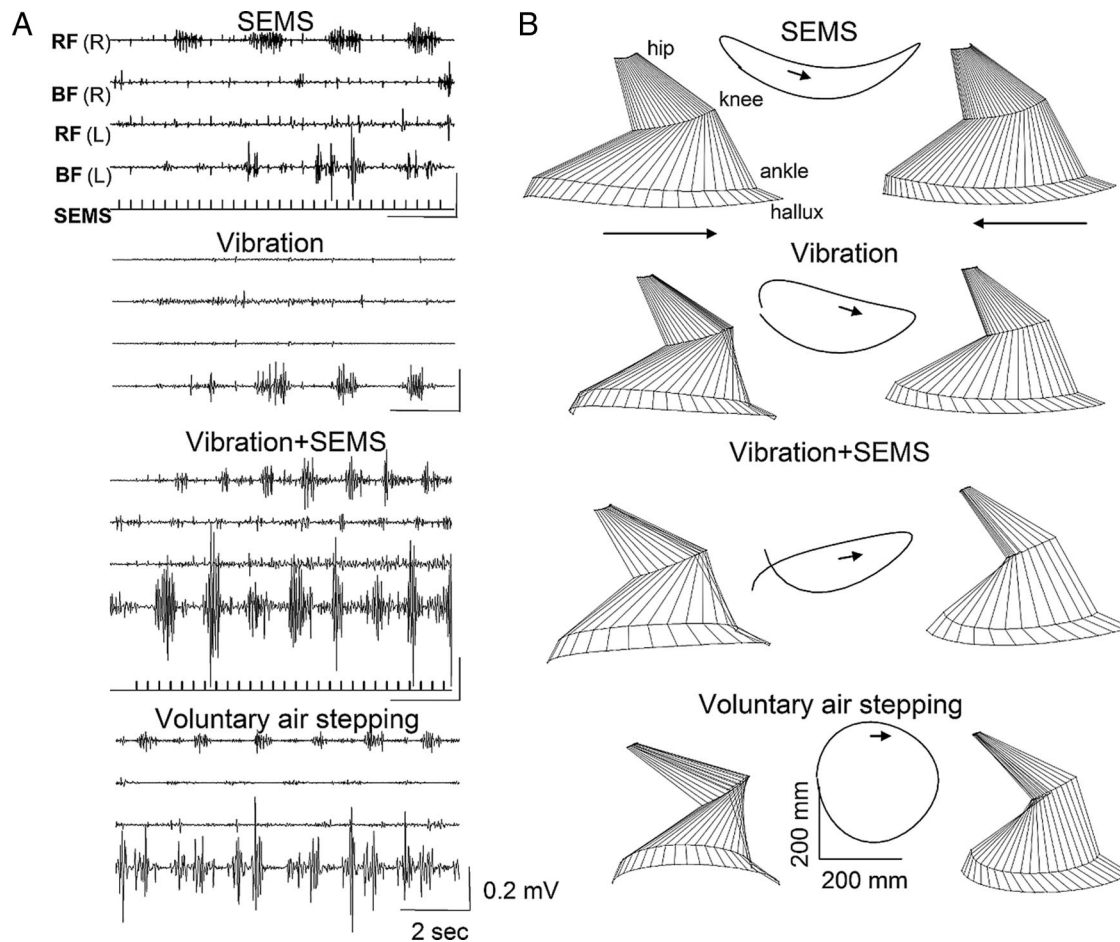 A
SEMS
RF (R)
BF (R)
RF (L)
BF (L)
SEMS
Vibration
Vibration+SEMS
Voluntary air stepping
0.2 mV
2 sec
B
SEMS
hip
knee
ankle
hallux
Vibration
Vibration+SEMS
Voluntary air stepping
200 mm
200 mm